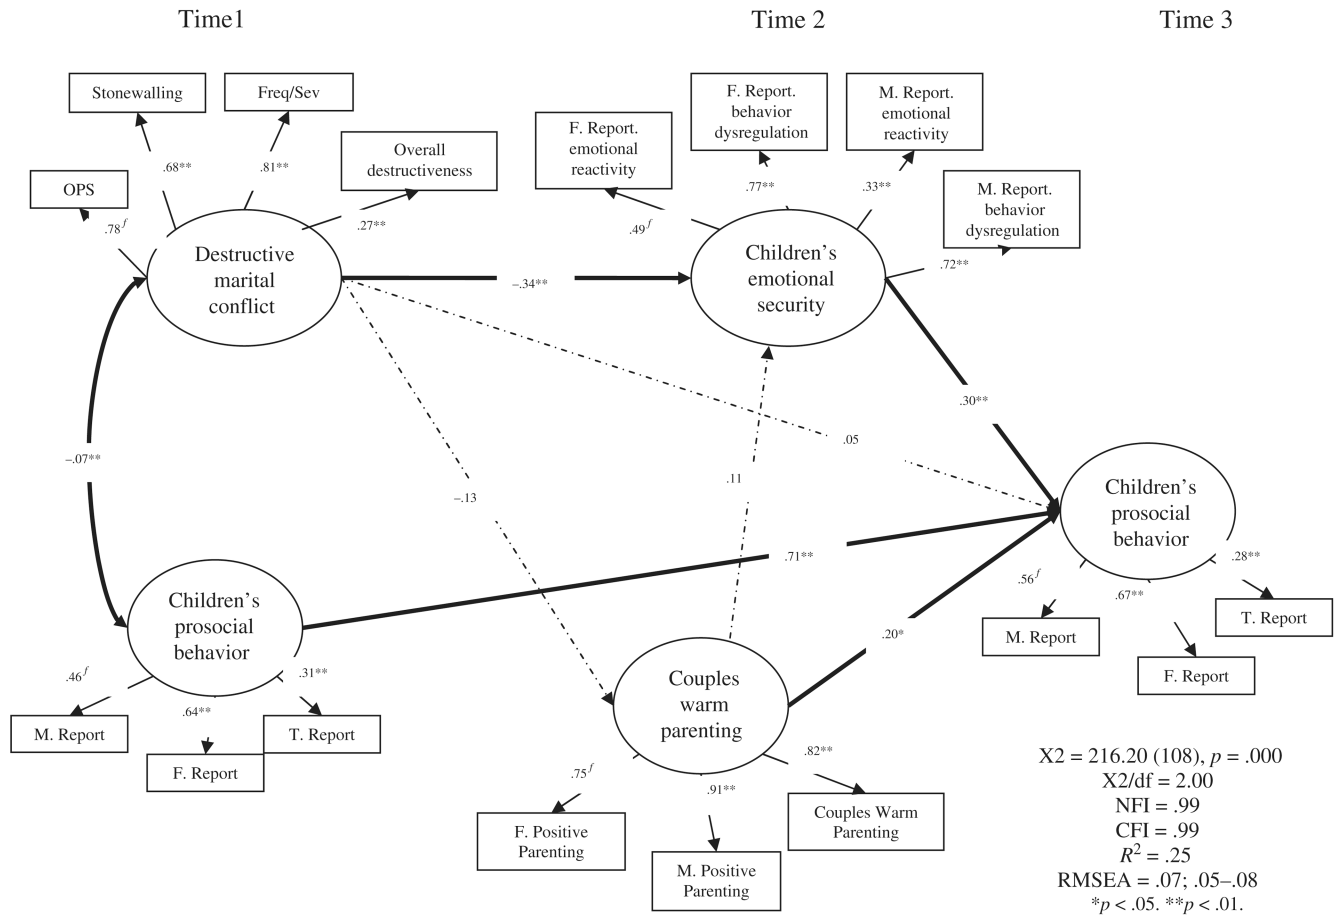 Time1
Time 2
Time 3
Stonewalling
Freq/Sev
Overall
destructiveness
OPS
.68**
.81**
.78f
.27**
Destructive
marital
conflict
F. Report.
emotional
reactivity
F. Report.
behavior
dysregulation
M. Report.
emotional
reactivity
M. Report.
behavior
dysregulation
.49f
.77**
.33**
.72**
Children's
emotional
security
–.34**
–.07**
–.13
.11
.05
.30**
.71**
.20*
Children's
prosocial
behavior
.46f
.64**
.31**
M. Report
F. Report
T. Report
Couples
warm
parenting
.75f
.91**
.82**
F. Positive
Parenting
M. Positive
Parenting
Couples Warm
Parenting
Children's
prosocial
behavior
.56f
.67**
.28**
M. Report
F. Report
T. Report
X2 = 216.20 (108), p = .000
X2/df = 2.00
NFI = .99
CFI = .99
R2 = .25
RMSEA = .07; .05–.08
*p < .05. **p < .01.